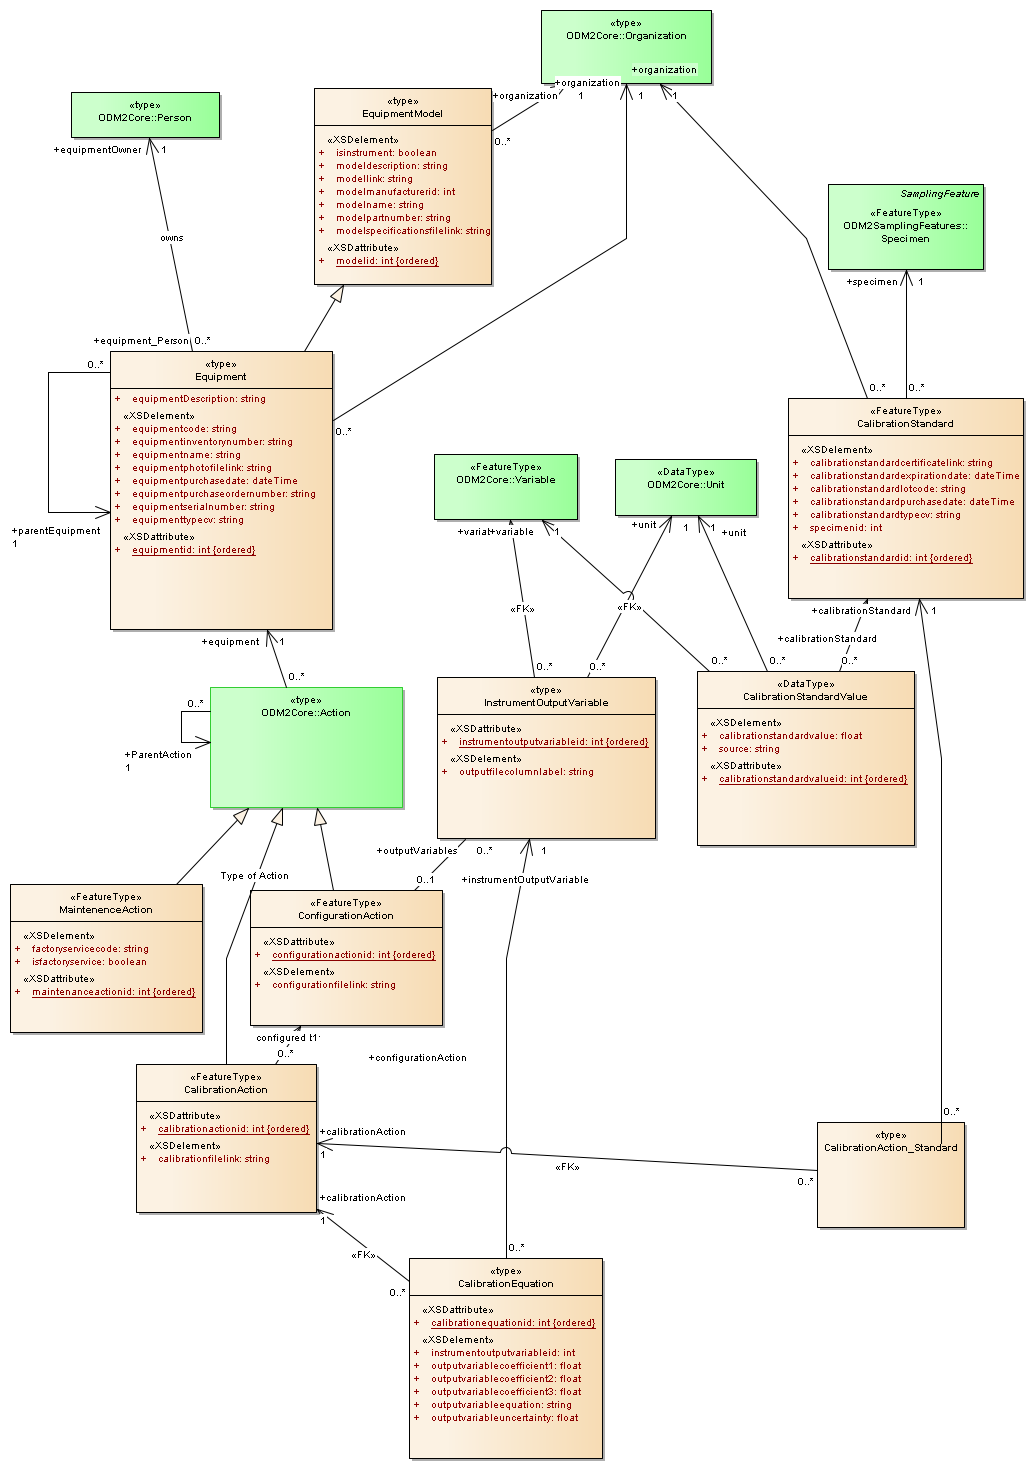 «type»
ODM2Core::Organization
+organization
+organization
1
+organization
1
1
«type»
ODM2Core::Person
+equipmentOwner
1
owns
+equipment_Person
0..*
«type»
EquipmentModel
«XSDelement»
+ isinstrument: boolean
+ modeldescription: string
+ modellink: string
+ modelmanufacturerid: int
+ modelname: string
+ modelpartnumber: string
+ modelspecificationsfilelink: string
«XSDattribute»
+ modelid: int {ordered}
0..*
SamplingFeature
«FeatureType»
ODM2SamplingFeatures::
Specimen
+specimen
1
0..*
0..*
«type»
Equipment
+ equipmentDescription: string
«XSDelement»
+ equipmentcode: string
+ equipmentinventorynumber: string
+ equipmentname: string
+ equipmentphotofilelink: string
+ equipmentpurchasedate: dateTime
+ equipmentpurchaseordernumber: string
+ equipmentserialnumber: string
+ equipmenttypecv: string
«XSDattribute»
+ equipmentid: int {ordered}
0..*
+parentEquipment
1
0..*
«FeatureType»
CalibrationStandard
«XSDelement»
+ calibrationstandardcertificatelink: string
+ calibrationstandardexpirationdate: dateTime
+ calibrationstandardlotcode: string
+ calibrationstandardpurchasedate: dateTime
+ calibrationstandardtypecv: string
+ specimenid: int
«XSDattribute»
+ calibrationstandardid: int {ordered}
«FeatureType»
ODM2Core::Variable
+variable
1
«DataType»
ODM2Core::Unit
+unit
1
1
+unit
«FK»
«FK»
+calibrationStandard
1
+calibrationStandard
0..*
0..*
0..*
0..*
0..*
+equipment
1
0..*
«type»
ODM2Core::Action
0..*
+ParentAction
1
«type»
InstrumentOutputVariable
«XSDattribute»
+ instrumentoutputvariableid: int {ordered}
«XSDelement»
+ outputfilecolumnlabel: string
«DataType»
CalibrationStandardValue
«XSDelement»
+ calibrationstandardvalue: float
+ source: string
«XSDattribute»
+ calibrationstandardvalueid: int {ordered}
+outputVariables
0..*
1
0..1
+instrumentOutputVariable
Type of Action
«FeatureType»
MaintenenceAction
«XSDelement»
+ factoryservicecode: string
+ isfactoryservice: boolean
«XSDattribute»
+ maintenanceactionid: int {ordered}
«FeatureType»
ConfigurationAction
«XSDattribute»
+ configurationactionid: int {ordered}
«XSDelement»
+ configurationfilelink: string
configured
0..*
+configurationAction
«FeatureType»
CalibrationAction
«XSDattribute»
+ calibrationactionid: int {ordered}
«XSDelement»
+ calibrationfilelink: string
+calibrationAction
1
«FK»
0..*
0..*
«type»
CalibrationAction_Standard
+calibrationAction
1
«FK»
0..*
0..*
«type»
CalibrationEquation
«XSDattribute»
+ calibrationequationid: int {ordered}
«XSDelement»
+ instrumentoutputvariableid: int
+ outputvariablecoefficient1: float
+ outputvariablecoefficient2: float
+ outputvariablecoefficient3: float
+ outputvariableequation: string
+ outputvariableuncertainty: float